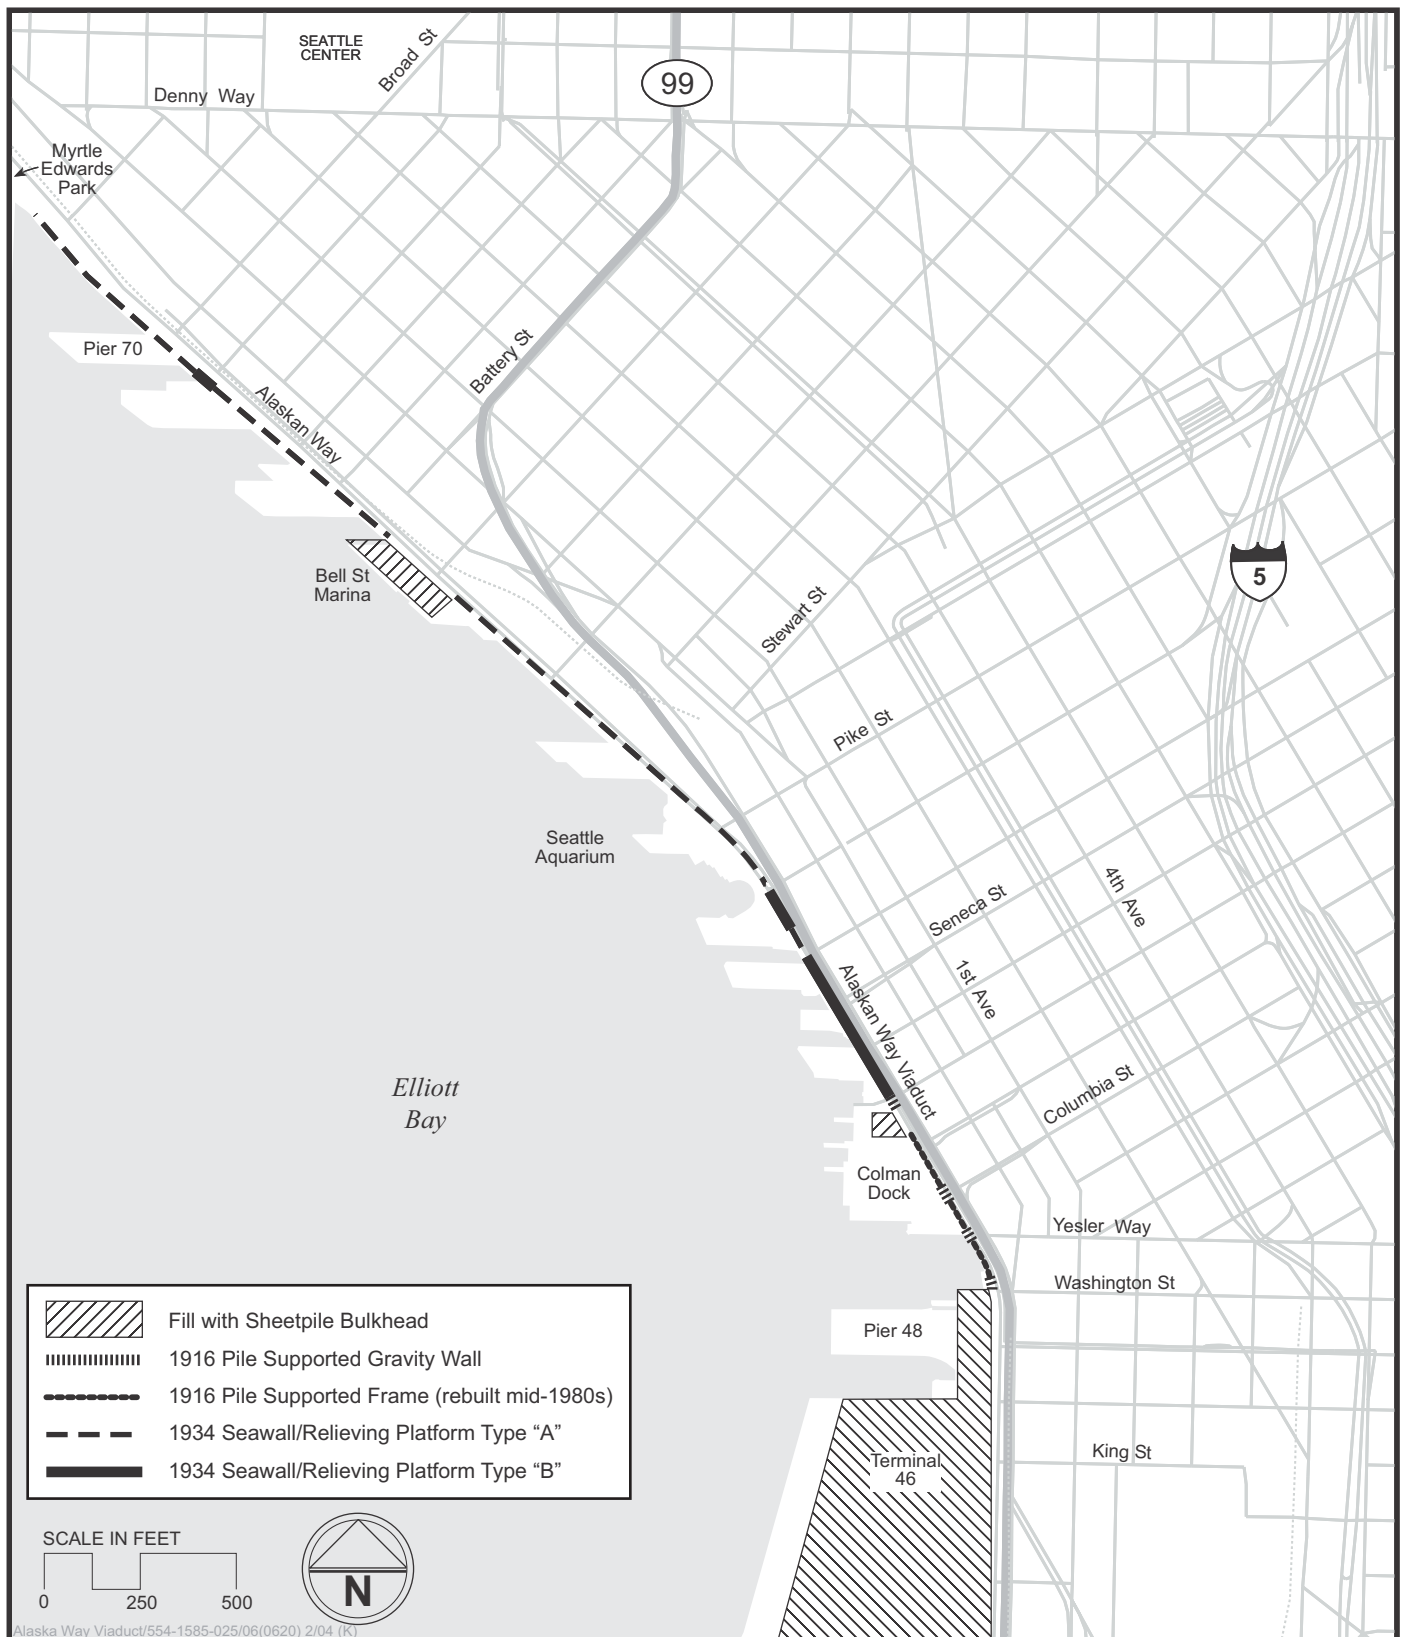 SEATTLE
CENTER
Broad St
99
Denny Way
Myrtle
Edwards
Park
Pier 70
Battery St
Alaskan Way
Bell St
Marina
5
Stewart St
Pike St
Seattle
Aquarium
4th Ave
Seneca St
1st Ave
Alaskan Way Viaduct
Elliott
Bay
Columbia St
Colman
Dock
Yesler Way
Washington St
Pier 48
King St
Terminal
46
Fill with Sheetpile Bulkhead
1916 Pile Supported Gravity Wall
1916 Pile Supported Frame (rebuilt mid-1980s)
1934 Seawall/Relieving Platform Type “A”
1934 Seawall/Relieving Platform Type “B”
SCALE IN FEET
0 250 500
N
Alaska Way Viaduct/554-1585-025/06(0620) 2/04 (K)